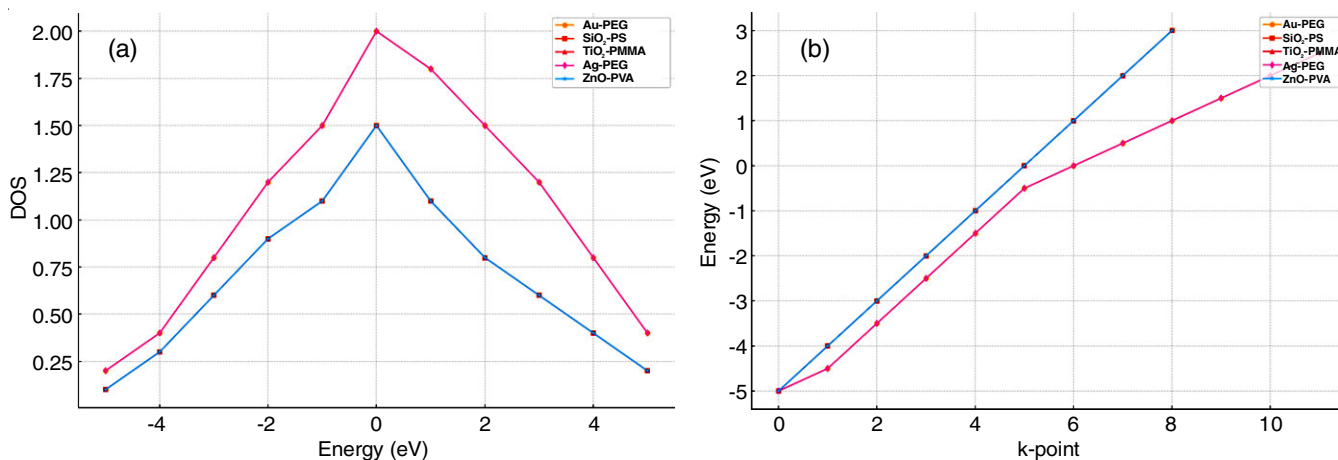 (a)
Au-PEG
SiO₂-PS
TiO₂-PMMA
Ag-PEG
ZnO-PVA
2.00
1.75
1.50
1.25
1.00
0.75
0.50
0.25
DOS
-4 -2 0 2 4
Energy (eV)
(b)
Au-PEG
SiO₂-PS
TiO₂-PMMA
Ag-PEG
ZnO-PVA
3
2
1
0
-1
-2
-3
-4
-5
Energy (eV)
0 2 4 6 8 10
k-point